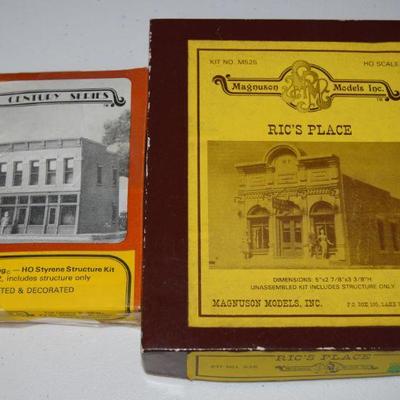 CENTURY SERIES
HO Styrene Structure Kit
includes structure only
TED & DECORATED
KIT NO. M525
HO SCALE
Magnuson Models Inc.
RIC'S PLACE
DIMENSIONS: 5"x2 7/8"x3 3/8"H
UNASSEMBLED KIT INCLUDES STRUCTURE ONLY
MAGNUSON MODELS, INC.
P.O. BOX 100, LAKE
RIC'S PLACE